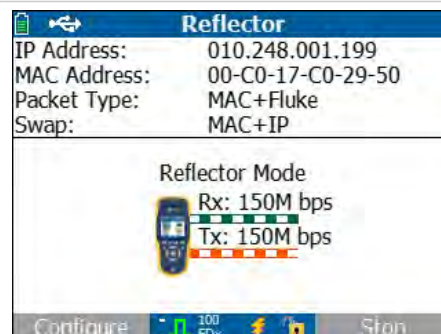 Reflector
IP Address: 010.248.001.199
MAC Address: 00-C0-17-C0-29-50
Packet Type: MAC+Fluke
Swap: MAC+IP
Reflector Mode
Rx: 150M bps
Tx: 150M bps
Configure 100 FDx Stop